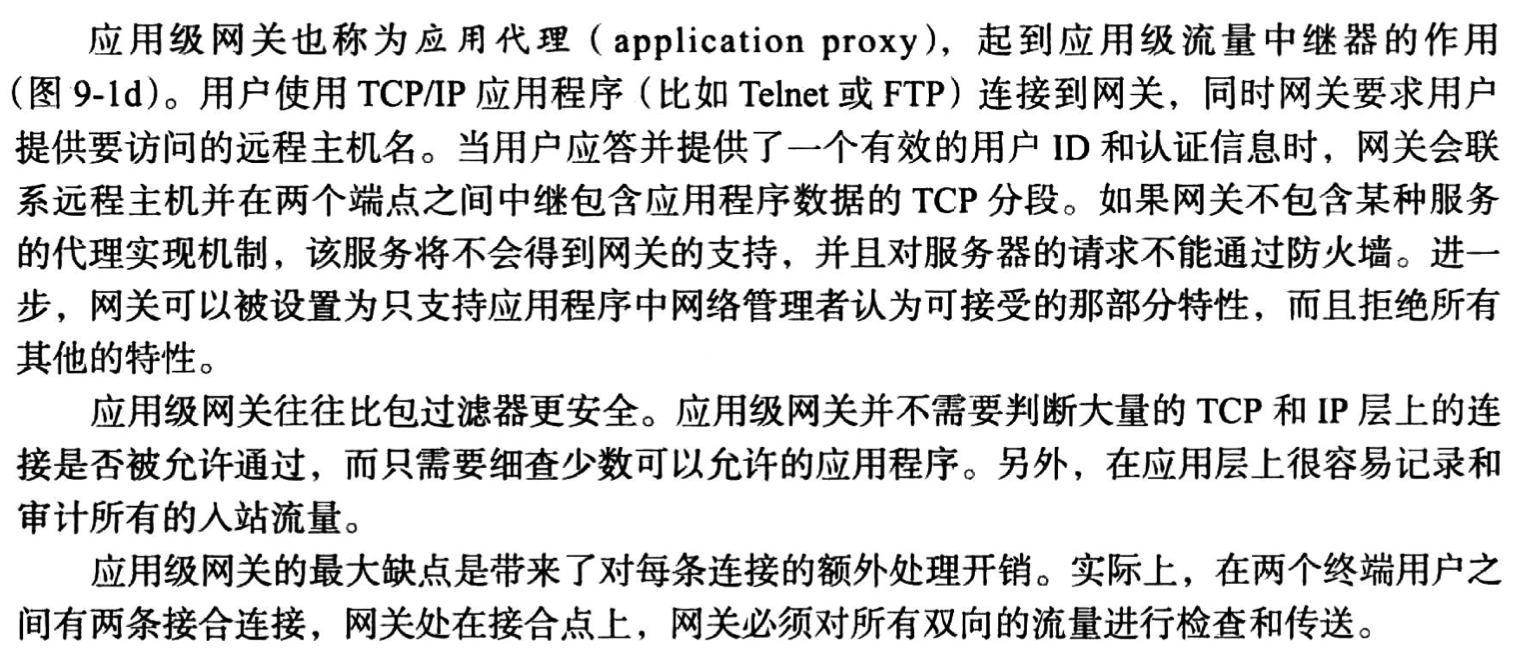 应用级网关也称为应用代理（application proxy），起到应用级流量中继器的作用
（图 9-1d）。用户使用 TCP/IP 应用程序（比如 Telnet 或 FTP）连接到网关，同时网关要求用户
提供要访问的远程主机名。当用户应答并提供了一个有效的用户 ID 和认证信息时，网关会联
系远程主机并在两个端点之间中继包含应用程序数据的 TCP 分段。如果网关不包含某种服务
的代理实现机制，该服务将不会得到网关的支持，并且对服务器的请求不能通过防火墙。进一
步，网关可以被设置为只支持应用程序中网络管理者认为可接受的那部分特性，而且拒绝所有
其他的特性。
应用级网关往往比包过滤器更安全。应用级网关并不需要判断大量的 TCP 和 IP 层上的连
接是否被允许通过，而只需要细查少数可以允许的应用程序。另外，在应用层上很容易记录和
审计所有的入站流量。
应用级网关的最大缺点是带来了对每条连接的额外处理开销。实际上，在两个终端用户之
间有两条接合连接，网关处在接合点上，网关必须对所有双向的流量进行检查和传送。